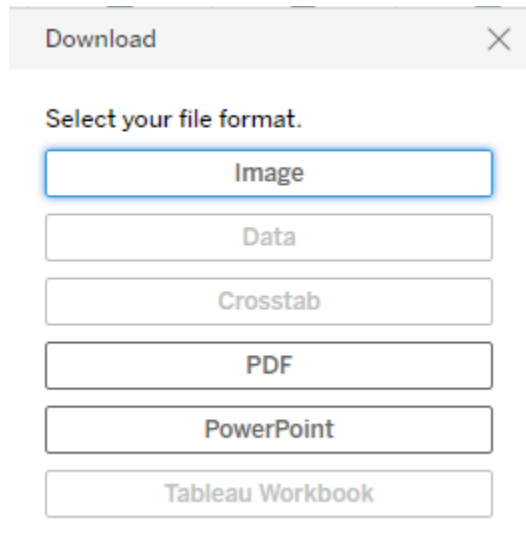 Download
Select your file format.
Image
Data
Crosstab
PDF
PowerPoint
Tableau Workbook